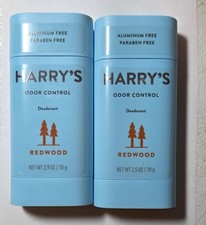 ALUMINUM FREE
PARABEN FREE
HARRY'S
ODOR CONTROL
Deodorant
REDWOOD
NET WT 2.5 OZ / 70 g
ALUMINUM FREE
PARABEN FREE
HARRY'S
ODOR CONTROL
Deodorant
REDWOOD
NET WT 2.5 OZ / 70 g